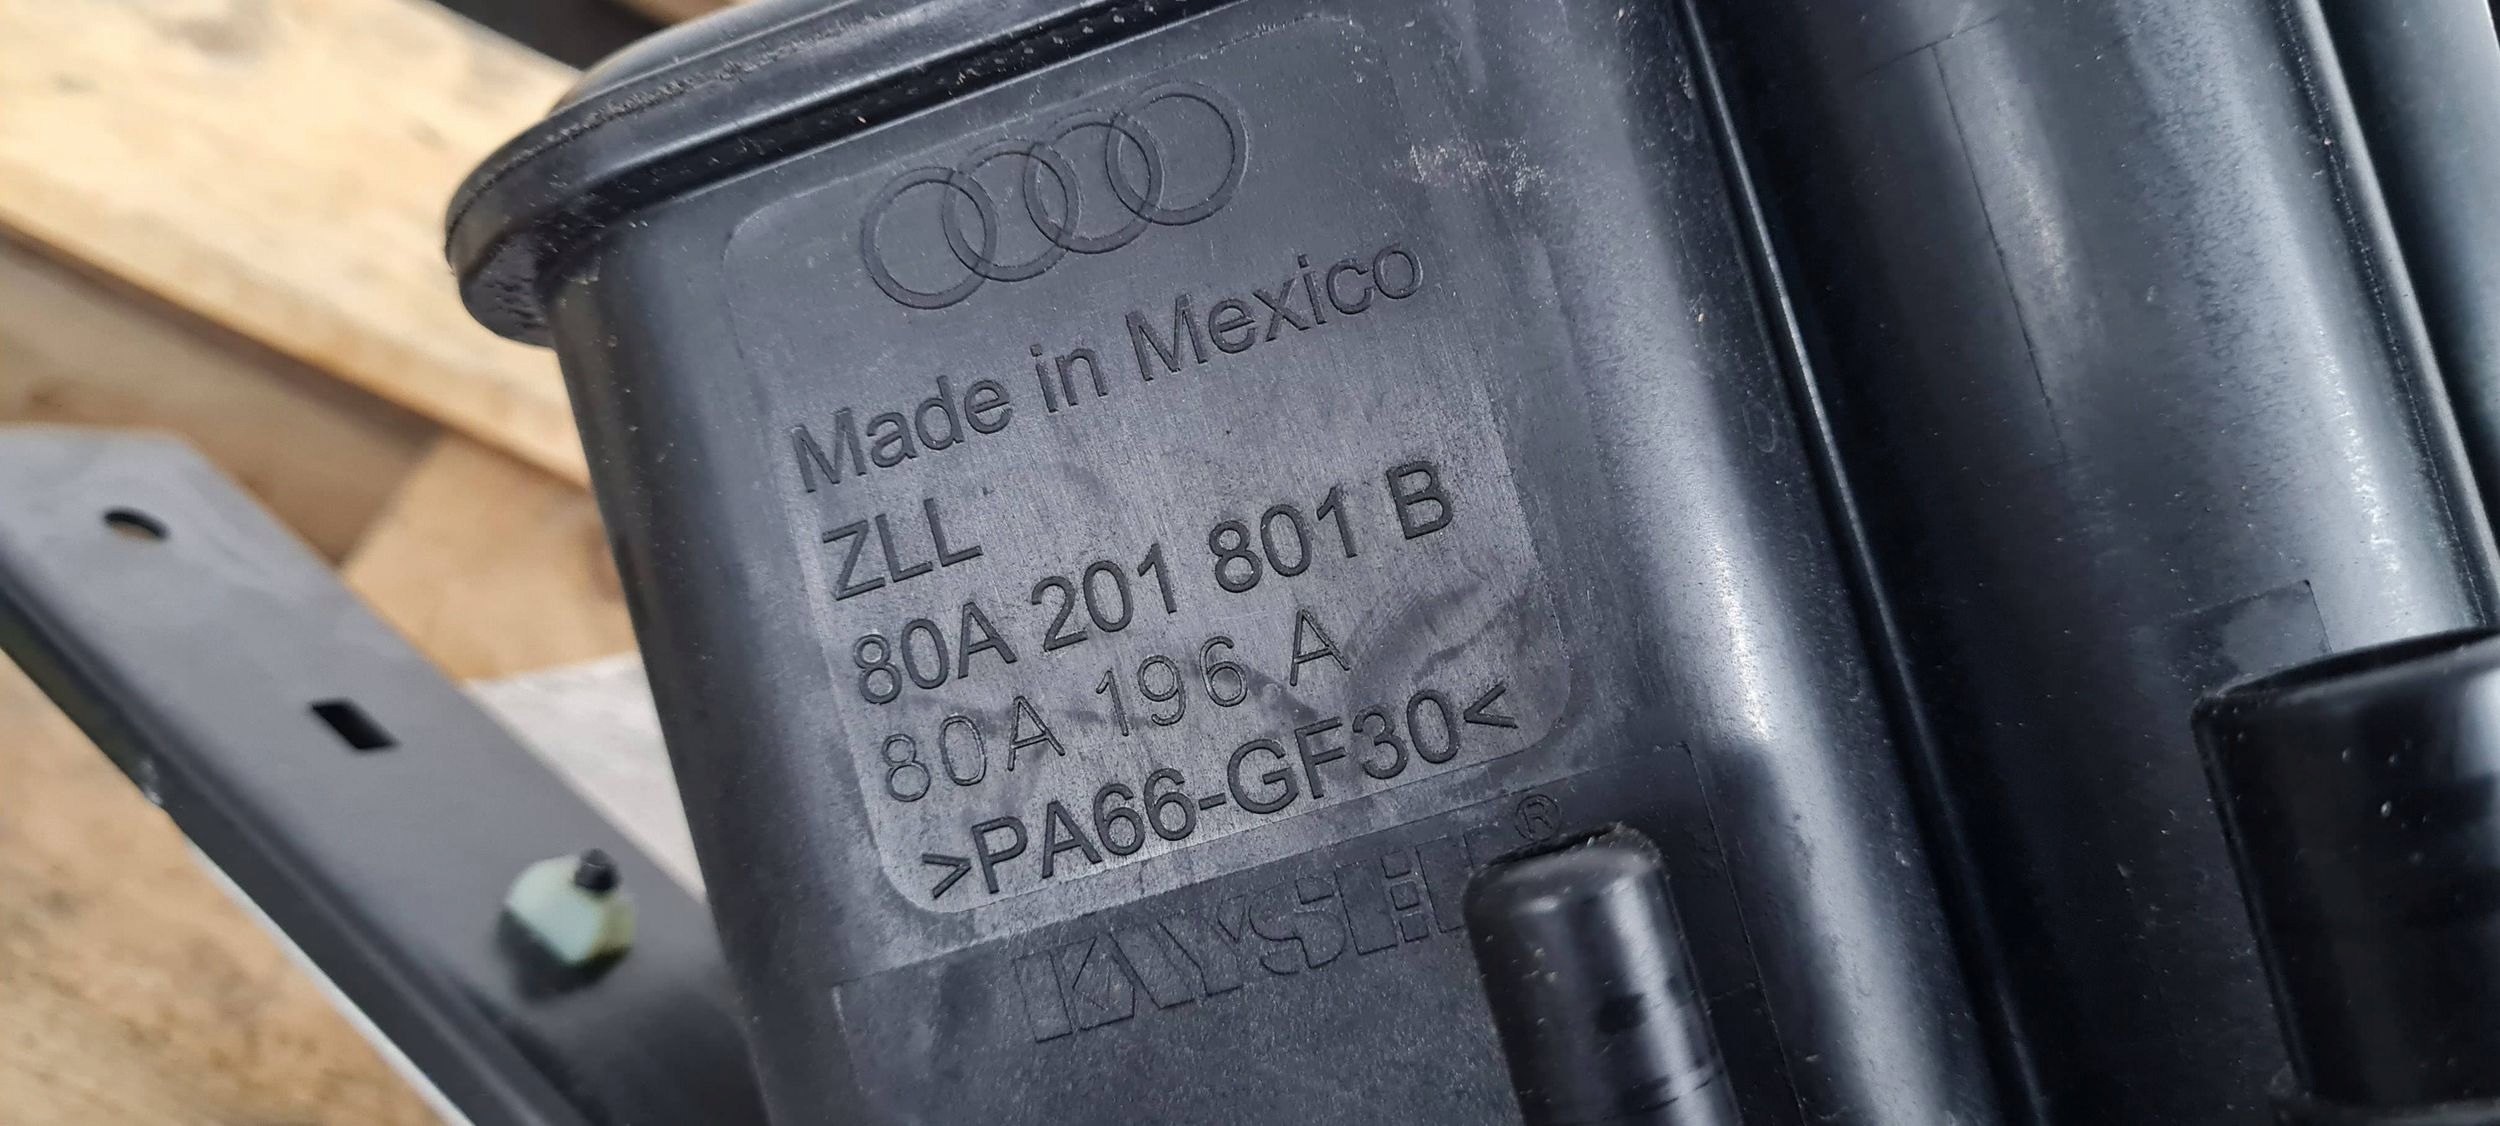 Made in Mexico
ZLL
80A 201 801 B
80A 196 A
>PA66-GF30<